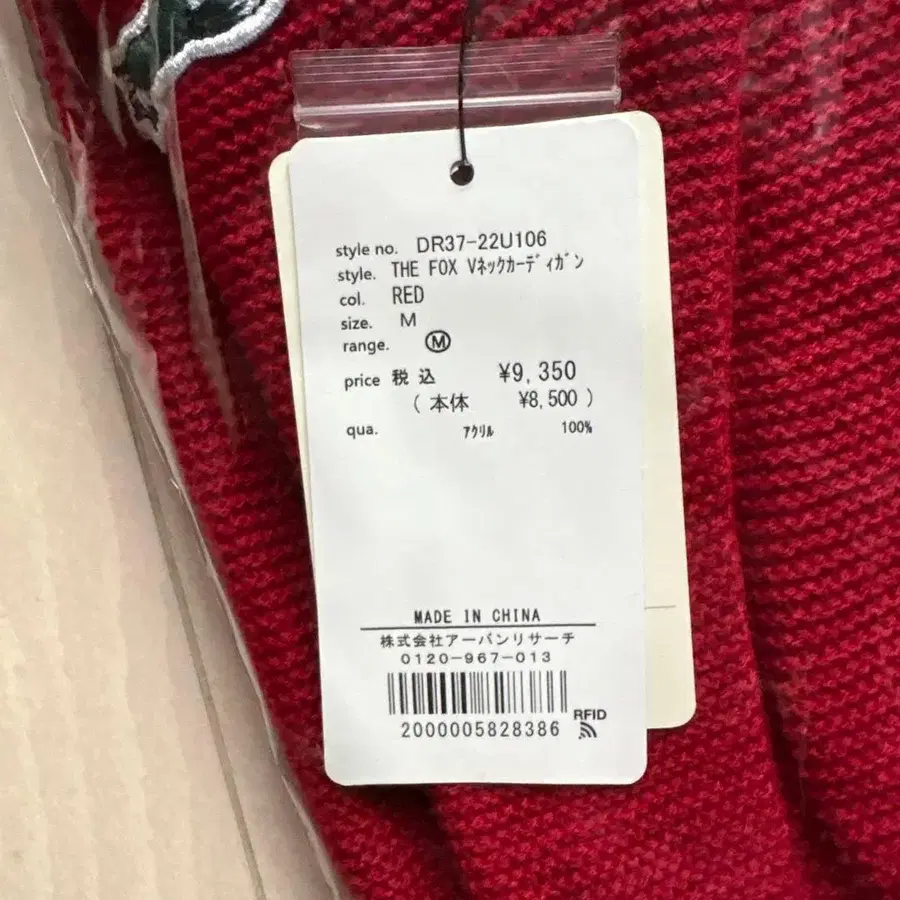 style no. DR37-22U106
style. THE FOX Vネックカーディガン
col. RED
size. M
range. Ⓜ
price 税込 ¥9,350
(本体 ¥8,500)
qua. アクリル 100%
MADE IN CHINA
株式会社アーバンリサーチ
0120-967-013
RFID
2000005828386